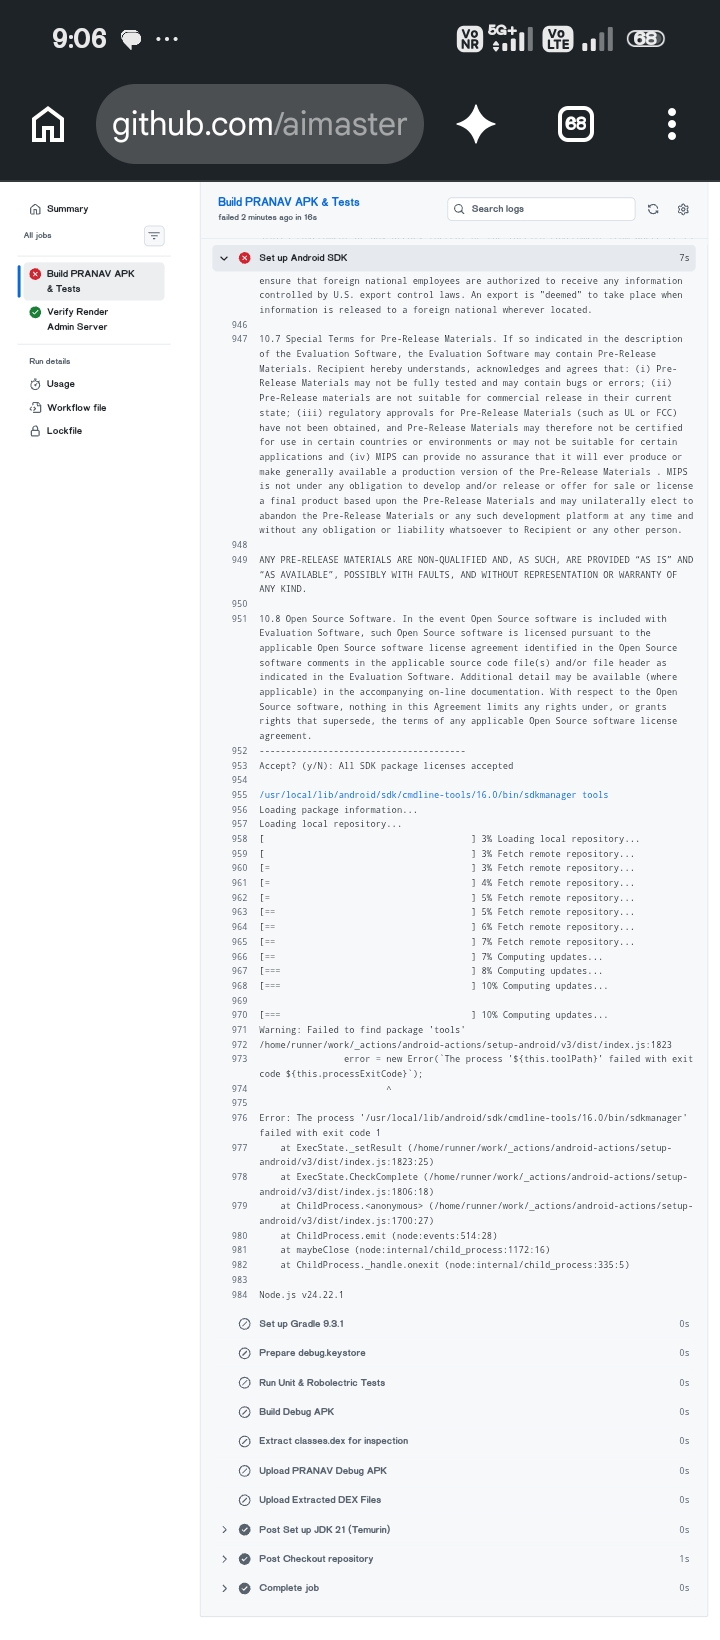 9:06
Vo NR
5G+
Vo LTE
68
github.com/aimaster
68
Summary
All jobs
Build PRANAV APK
& Tests
Verify Render
Admin Server
Run details
Usage
Workflow file
Lockfile
Build PRANAV APK & Tests
failed 2 minutes ago in 16s
Search logs
Set up Android SDK 7s
ensure that foreign national employees are authorized to receive any information
controlled by U.S. export control laws. An export is "deemed" to take place when
information is released to a foreign national wherever located.
946
947 10.7 Special Terms for Pre-Release Materials. If so indicated in the description
of the Evaluation Software, the Evaluation Software may contain Pre-Release
Materials. Recipient hereby understands, acknowledges and agrees that: (i) Pre-
Release Materials may not be fully tested and may contain bugs or errors; (ii)
Pre-Release materials are not suitable for commercial release in their current
state; (iii) regulatory approvals for Pre-Release Materials (such as UL or FCC)
have not been obtained, and Pre-Release Materials may therefore not be certified
for use in certain countries or environments or may not be suitable for certain
applications and (iv) MIPS can provide no assurance that it will ever produce or
make generally available a production version of the Pre-Release Materials . MIPS
is not under any obligation to develop and/or release or offer for sale or license
a final product based upon the Pre-Release Materials and may unilaterally elect to
abandon the Pre-Release Materials or any such development platform at any time and
without any obligation or liability whatsoever to Recipient or any other person.
948
949 ANY PRE-RELEASE MATERIALS ARE NON-QUALIFIED AND, AS SUCH, ARE PROVIDED “AS IS” AND
“AS AVAILABLE”, POSSIBLY WITH FAULTS, AND WITHOUT REPRESENTATION OR WARRANTY OF
ANY KIND.
950
951 10.8 Open Source Software. In the event Open Source software is included with
Evaluation Software, such Open Source software is licensed pursuant to the
applicable Open Source software license agreement identified in the Open Source
software comments in the applicable source code file(s) and/or file header as
indicated in the Evaluation Software. Additional detail may be available (where
applicable) in the accompanying on-line documentation. With respect to the Open
Source software, nothing in this Agreement limits any rights under, or grants
rights that supersede, the terms of any applicable Open Source software license
agreement.
952 ---------------------------------------
953 Accept? (y/N): All SDK package licenses accepted
954
955 /usr/local/lib/android/sdk/cmdline-tools/16.0/bin/sdkmanager tools
956 Loading package information...
957 Loading local repository...
958 [ ] 3% Loading local repository...
959 [ ] 3% Fetch remote repository...
960 [= ] 3% Fetch remote repository...
961 [= ] 4% Fetch remote repository...
962 [= ] 5% Fetch remote repository...
963 [== ] 5% Fetch remote repository...
964 [== ] 6% Fetch remote repository...
965 [== ] 7% Fetch remote repository...
966 [== ] 7% Computing updates...
967 [=== ] 8% Computing updates...
968 [=== ] 10% Computing updates...
969
970 [=== ] 10% Computing updates...
971 Warning: Failed to find package 'tools'
972 /home/runner/work/_actions/android-actions/setup-android/v3/dist/index.js:1823
973 error = new Error(`The process '${this.toolPath}' failed with exit
code ${this.processExitCode}`);
974 ^
975
976 Error: The process '/usr/local/lib/android/sdk/cmdline-tools/16.0/bin/sdkmanager'
failed with exit code 1
977 at ExecState._setResult (/home/runner/work/_actions/android-actions/setup-
android/v3/dist/index.js:1823:25)
978 at ExecState.CheckComplete (/home/runner/work/_actions/android-actions/setup-
android/v3/dist/index.js:1806:18)
979 at ChildProcess.<anonymous> (/home/runner/work/_actions/android-actions/setup-
android/v3/dist/index.js:1700:27)
980 at ChildProcess.emit (node:events:514:28)
981 at maybeClose (node:internal/child_process:1172:16)
982 at ChildProcess._handle.onexit (node:internal/child_process:335:5)
983
984 Node.js v24.22.1
Set up Gradle 9.3.1 0s
Prepare debug.keystore 0s
Run Unit & Robolectric Tests 0s
Build Debug APK 0s
Extract classes.dex for inspection 0s
Upload PRANAV Debug APK 0s
Upload Extracted DEX Files 0s
Post Set up JDK 21 (Temurin) 0s
Post Checkout repository 1s
Complete job 0s